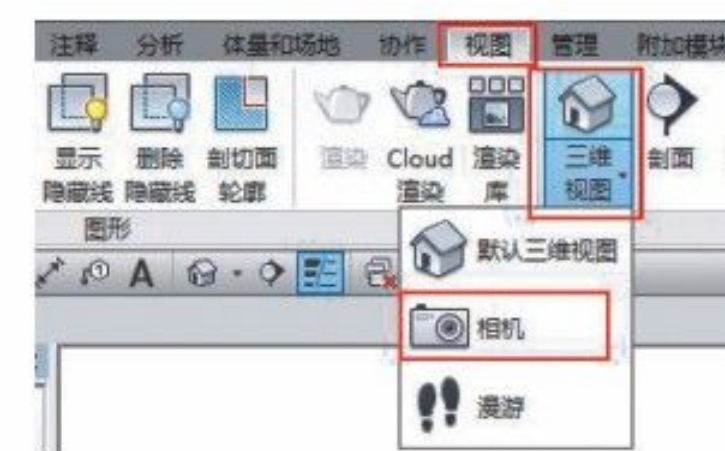 注释 分析 体量和场地 协作 视图 管理 附加模块
显示 删除 剖切面 渲染 Cloud 渲染 三维 剖面
隐藏线 隐藏线 轮廓 渲染 库 视图
图形
默认三维视图
A
相机
漫游